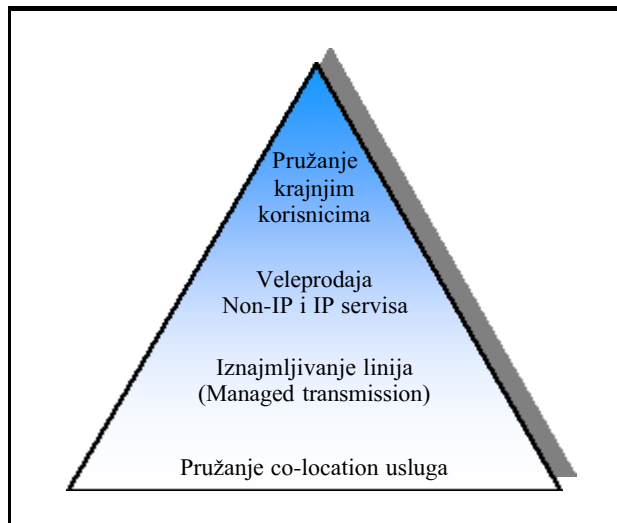 Pružanje
krajnjim
korisnicima
Veleprodaja
Non-IP i IP servisa
Iznajmljivanje linija
(Managed transmission)
Pružanje co-location usluga